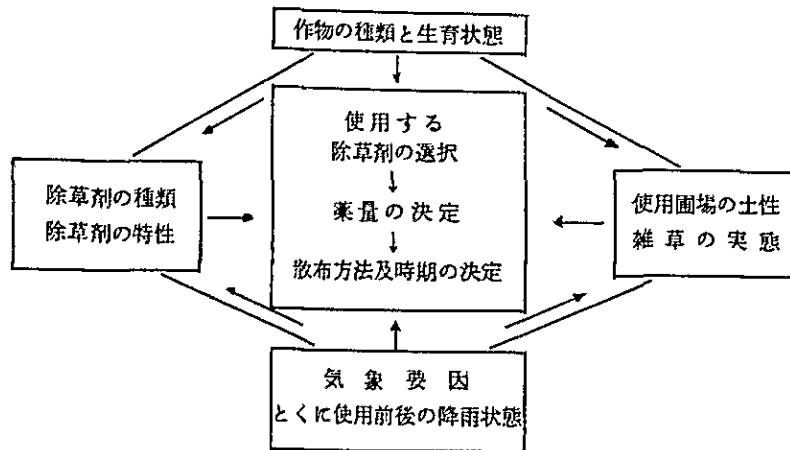 作物の種類と生育状態
使用する
除草剤の選択
↓
薬量の決定
↓
散布方法及時期の決定
除草剤の種類
除草剤の特性
使用圃場の土性
雑草の実態
気象要因
とくに使用前後の降雨状態